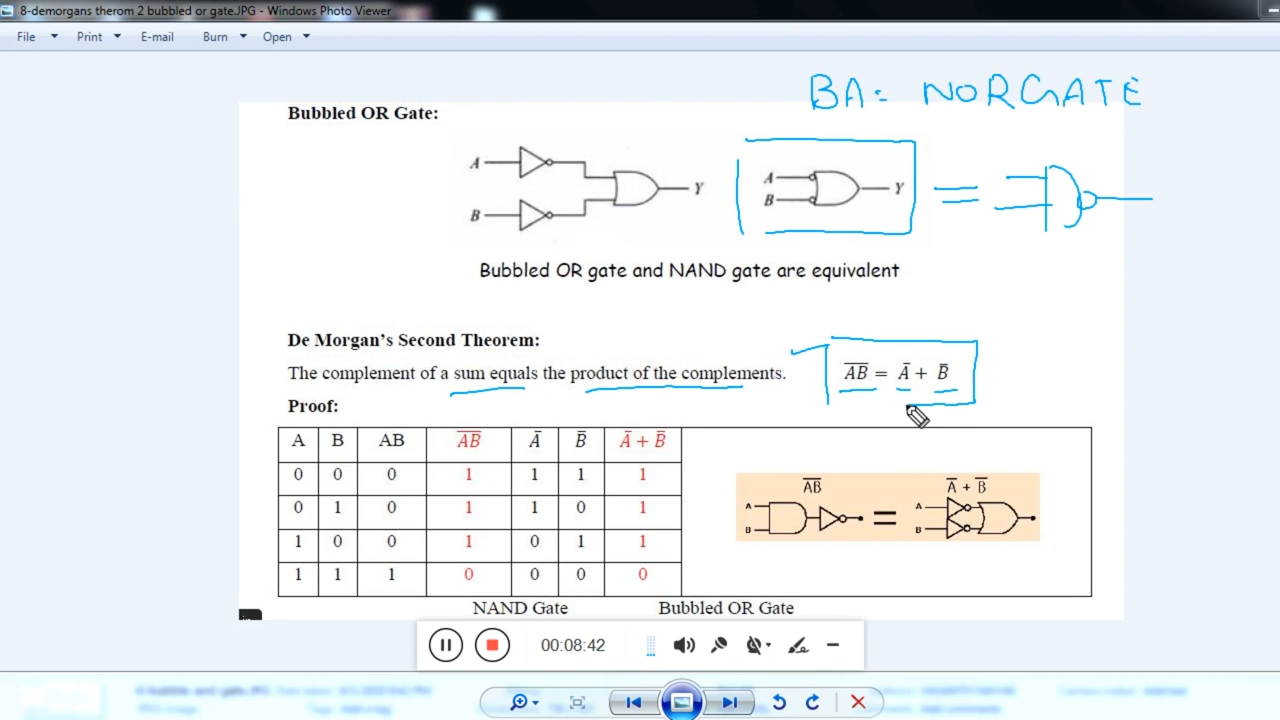 8-demorgans therom 2 bubbled or gate.JPG - Windows Photo Viewer
File Print E-mail Burn Open
BA = NORGATE
Bubbled OR Gate:
A Y A Y
B B
Bubbled OR gate and NAND gate are equivalent
De Morgan's Second Theorem:
The complement of a sum equals the product of the complements. A̅B̅ = A̅ + B̅
Proof:
A B AB A̅B̅ A̅ B̅ A̅ + B̅
0 0 0 1 1 1 1
0 1 0 1 1 0 1
1 0 0 1 0 1 1
1 1 1 0 0 0 0
A̅B̅ A̅ + B̅
A A
B B
NAND Gate Bubbled OR Gate
00:08:42